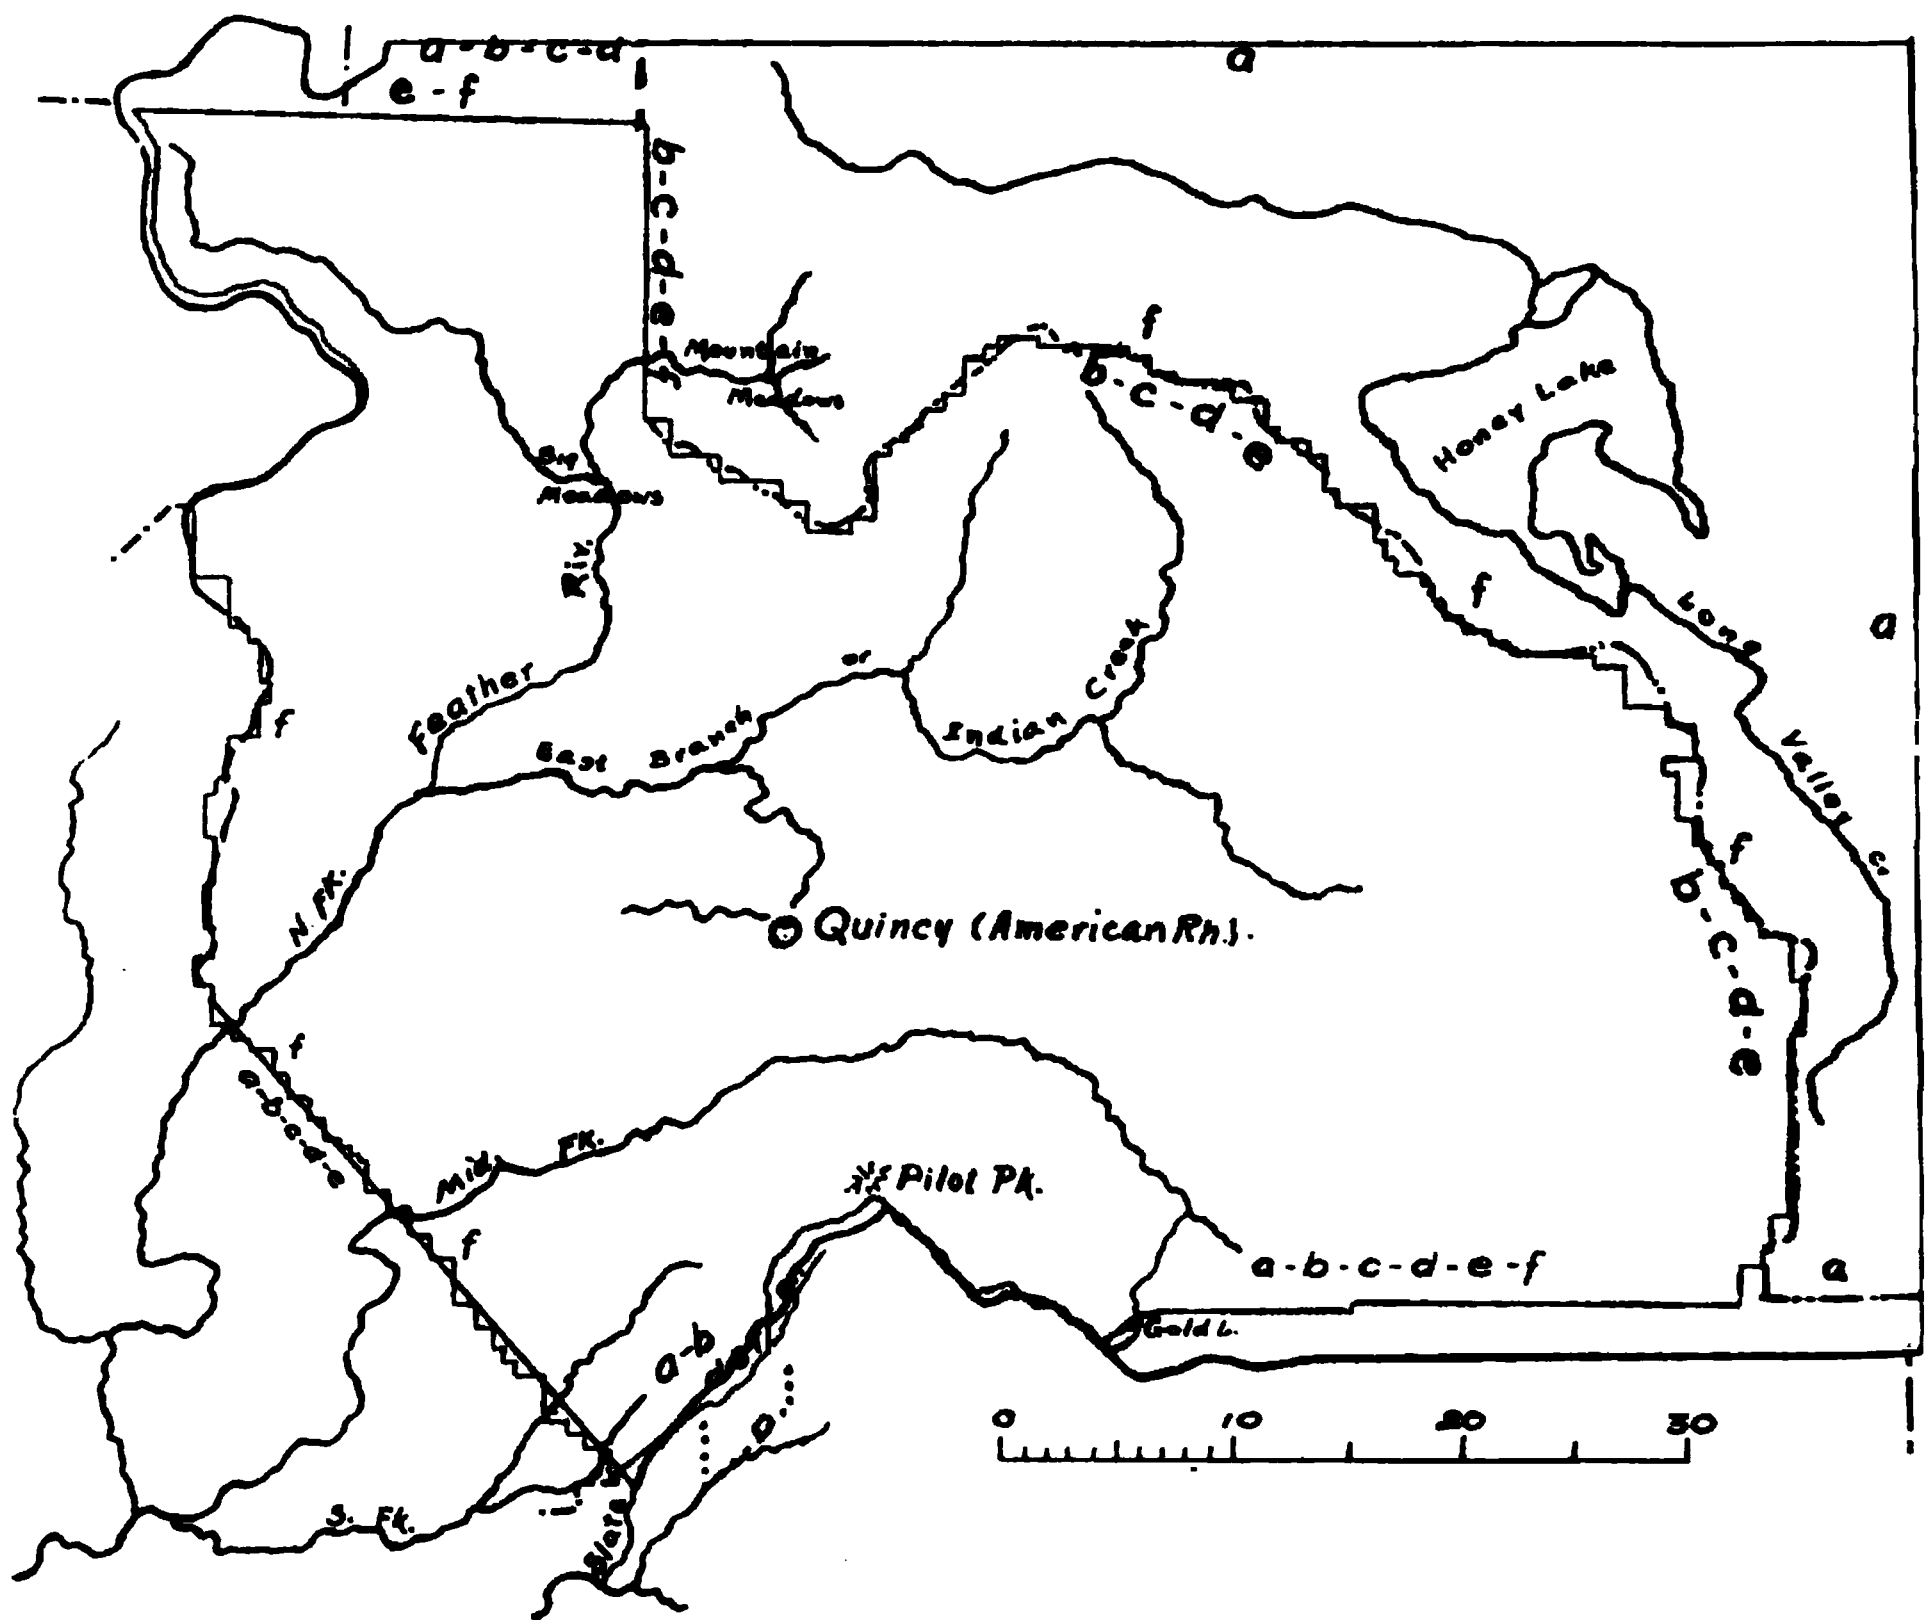 a-b-c-d
e-f
a
b-c-d-e-f
Mountain
Meadows
f
b-c-d-e
Honey Lake
Big
Meadows
Riv.
Feather
f
Long
Valley
C.
a
f
East Branch or
Indian Creek
f
b-c-d-e
N. Fk.
Quincy (American Rh.).
f
a-b-c-d-e
Mid. Fk.
Pilot Pk.
f
a-b-c-d-e-f
a
Gold L.
a-b
0 10 20 30
S. Fk.
Slate